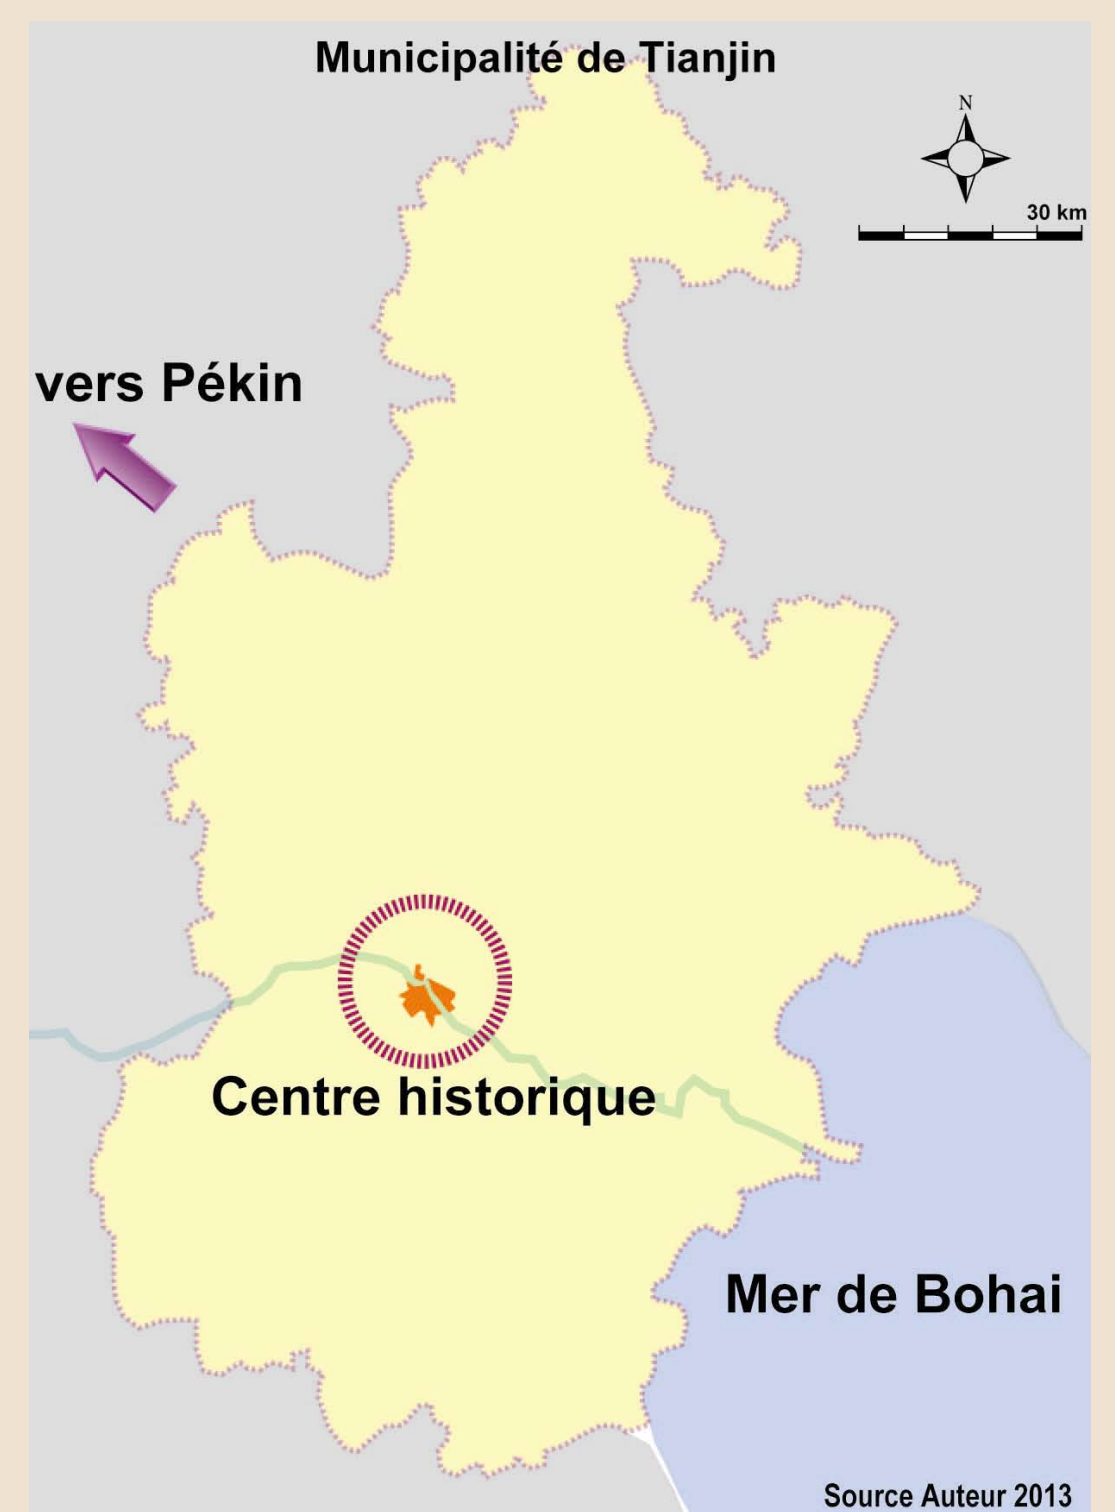 Municipalité de Tianjin
N
30 km
vers Pékin
Centre historique
Mer de Bohai
Source Auteur 2013